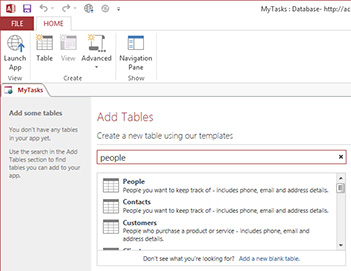 MyTasks : Database- http://ac
FILE
HOME
Launch App
Table
View
Advanced
Navigation Pane
View
Create
Show
MyTasks
Add some tables
You don't have any tables
in your app yet.
Use the search in the Add
Tables section to find
tables you can add to your
app.
Add Tables
Create a new table using our templates
people
People
People you want to keep track of - includes phone, email and address details.
Contacts
People you want to keep track of - includes phone, email and address details.
Customers
People who purchase a product or service - includes phone, email and
address details.
Don't see what you're looking for? Add a new blank table.